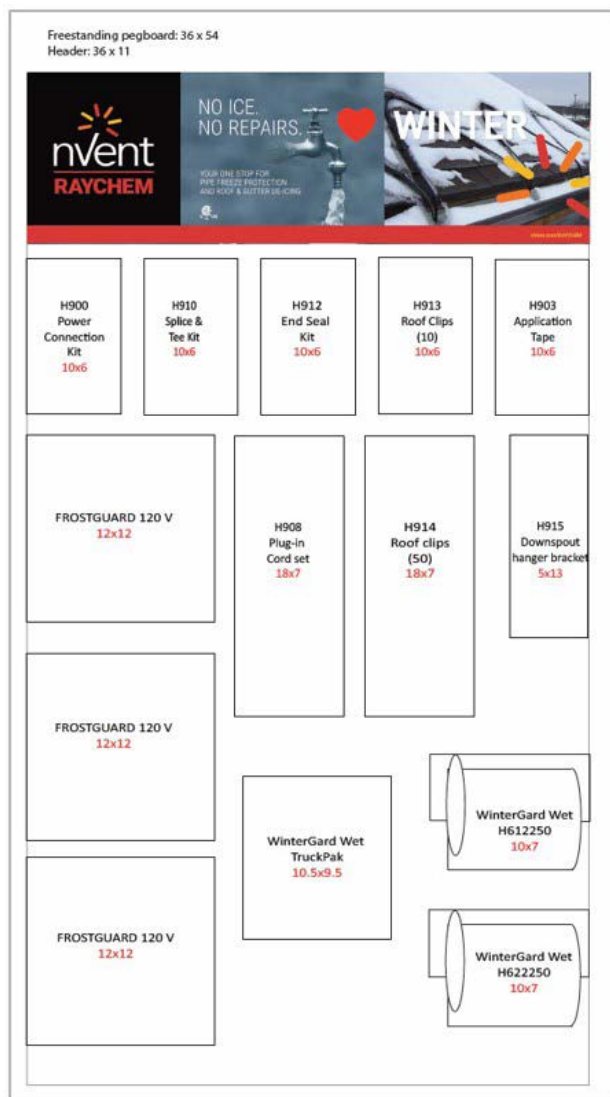 Freestanding pegboard: 36 x 54
Header: 36 x 11
nVent
RAYCHEM
NO ICE.
NO REPAIRS.
YOUR ONE STOP FOR
PIPE FREEZE PROTECTION
AND ROOF & GUTTER DE-ICING
WINTER
H900
Power
Connection
Kit
10x6
H910
Splice &
Tee Kit
10x6
H912
End Seal
Kit
10x6
H913
Roof Clips
(10)
10x6
H903
Application
Tape
10x6
FROSTGUARD 120 V
12x12
H908
Plug-in
Cord set
18x7
H914
Roof clips
(50)
18x7
H915
Downspout
hanger bracket
5x13
FROSTGUARD 120 V
12x12
WinterGard Wet
TruckPak
10.5x9.5
WinterGard Wet
H612250
10x7
FROSTGUARD 120 V
12x12
WinterGard Wet
H622250
10x7